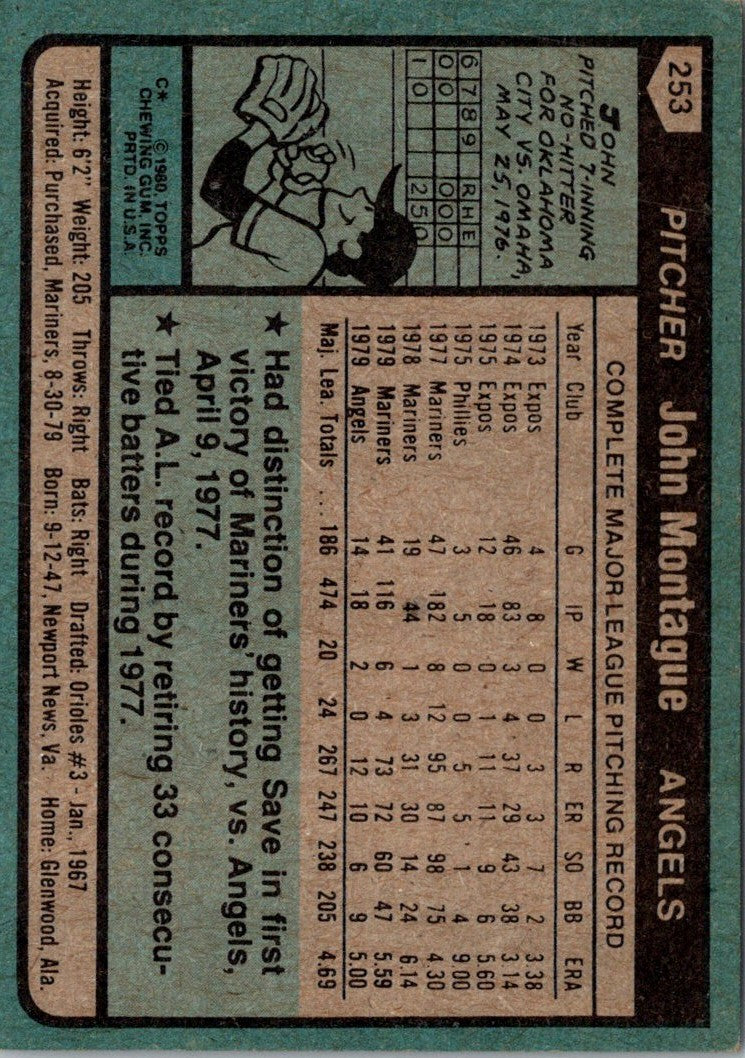 253
PITCHER John Montague ANGELS
JOHN
PITCHED 7-INNING
NO-HITTER
FOR OKLAHOMA
CITY VS. OMAHA,
MAY 25, 1976.
6 7 8 9 R H E
0 0 0 0 0
1 0 2 5 0
C* © 1980 TOPPS
CHEWING GUM, INC.
PRTD. IN U.S.A.
COMPLETE MAJOR LEAGUE PITCHING RECORD
Year Club G IP W L R ER SO BB ERA
1973 Expos 4 8 0 0 3 3 7 2 3.38
1974 Expos 46 83 3 4 37 29 43 38 3.14
1975 Expos 12 18 0 1 11 11 9 6 5.60
1975 Phillies 3 5 0 0 5 5 1 4 9.00
1977 Mariners 47 182 8 12 95 87 98 75 4.30
1978 Mariners 19 44 1 3 31 30 14 24 6.14
1979 Mariners 41 116 6 4 73 72 60 47 5.59
1979 Angels 14 18 2 0 12 10 6 9 5.00
Maj. Lea. Totals .... 186 474 20 24 267 247 238 205 4.69
★ Had distinction of getting Save in first
victory of Mariners' history, vs. Angels,
April 9, 1977.
★ Tied A.L. record by retiring 33 consecu-
tive batters during 1977.
Height: 6'2" Weight: 205 Throws: Right Bats: Right Drafted: Orioles #3 - Jan., 1967
Acquired: Purchased, Mariners, 8-30-79 Born: 9-12-47, Newport News, Va. Home: Glenwood, Ala.